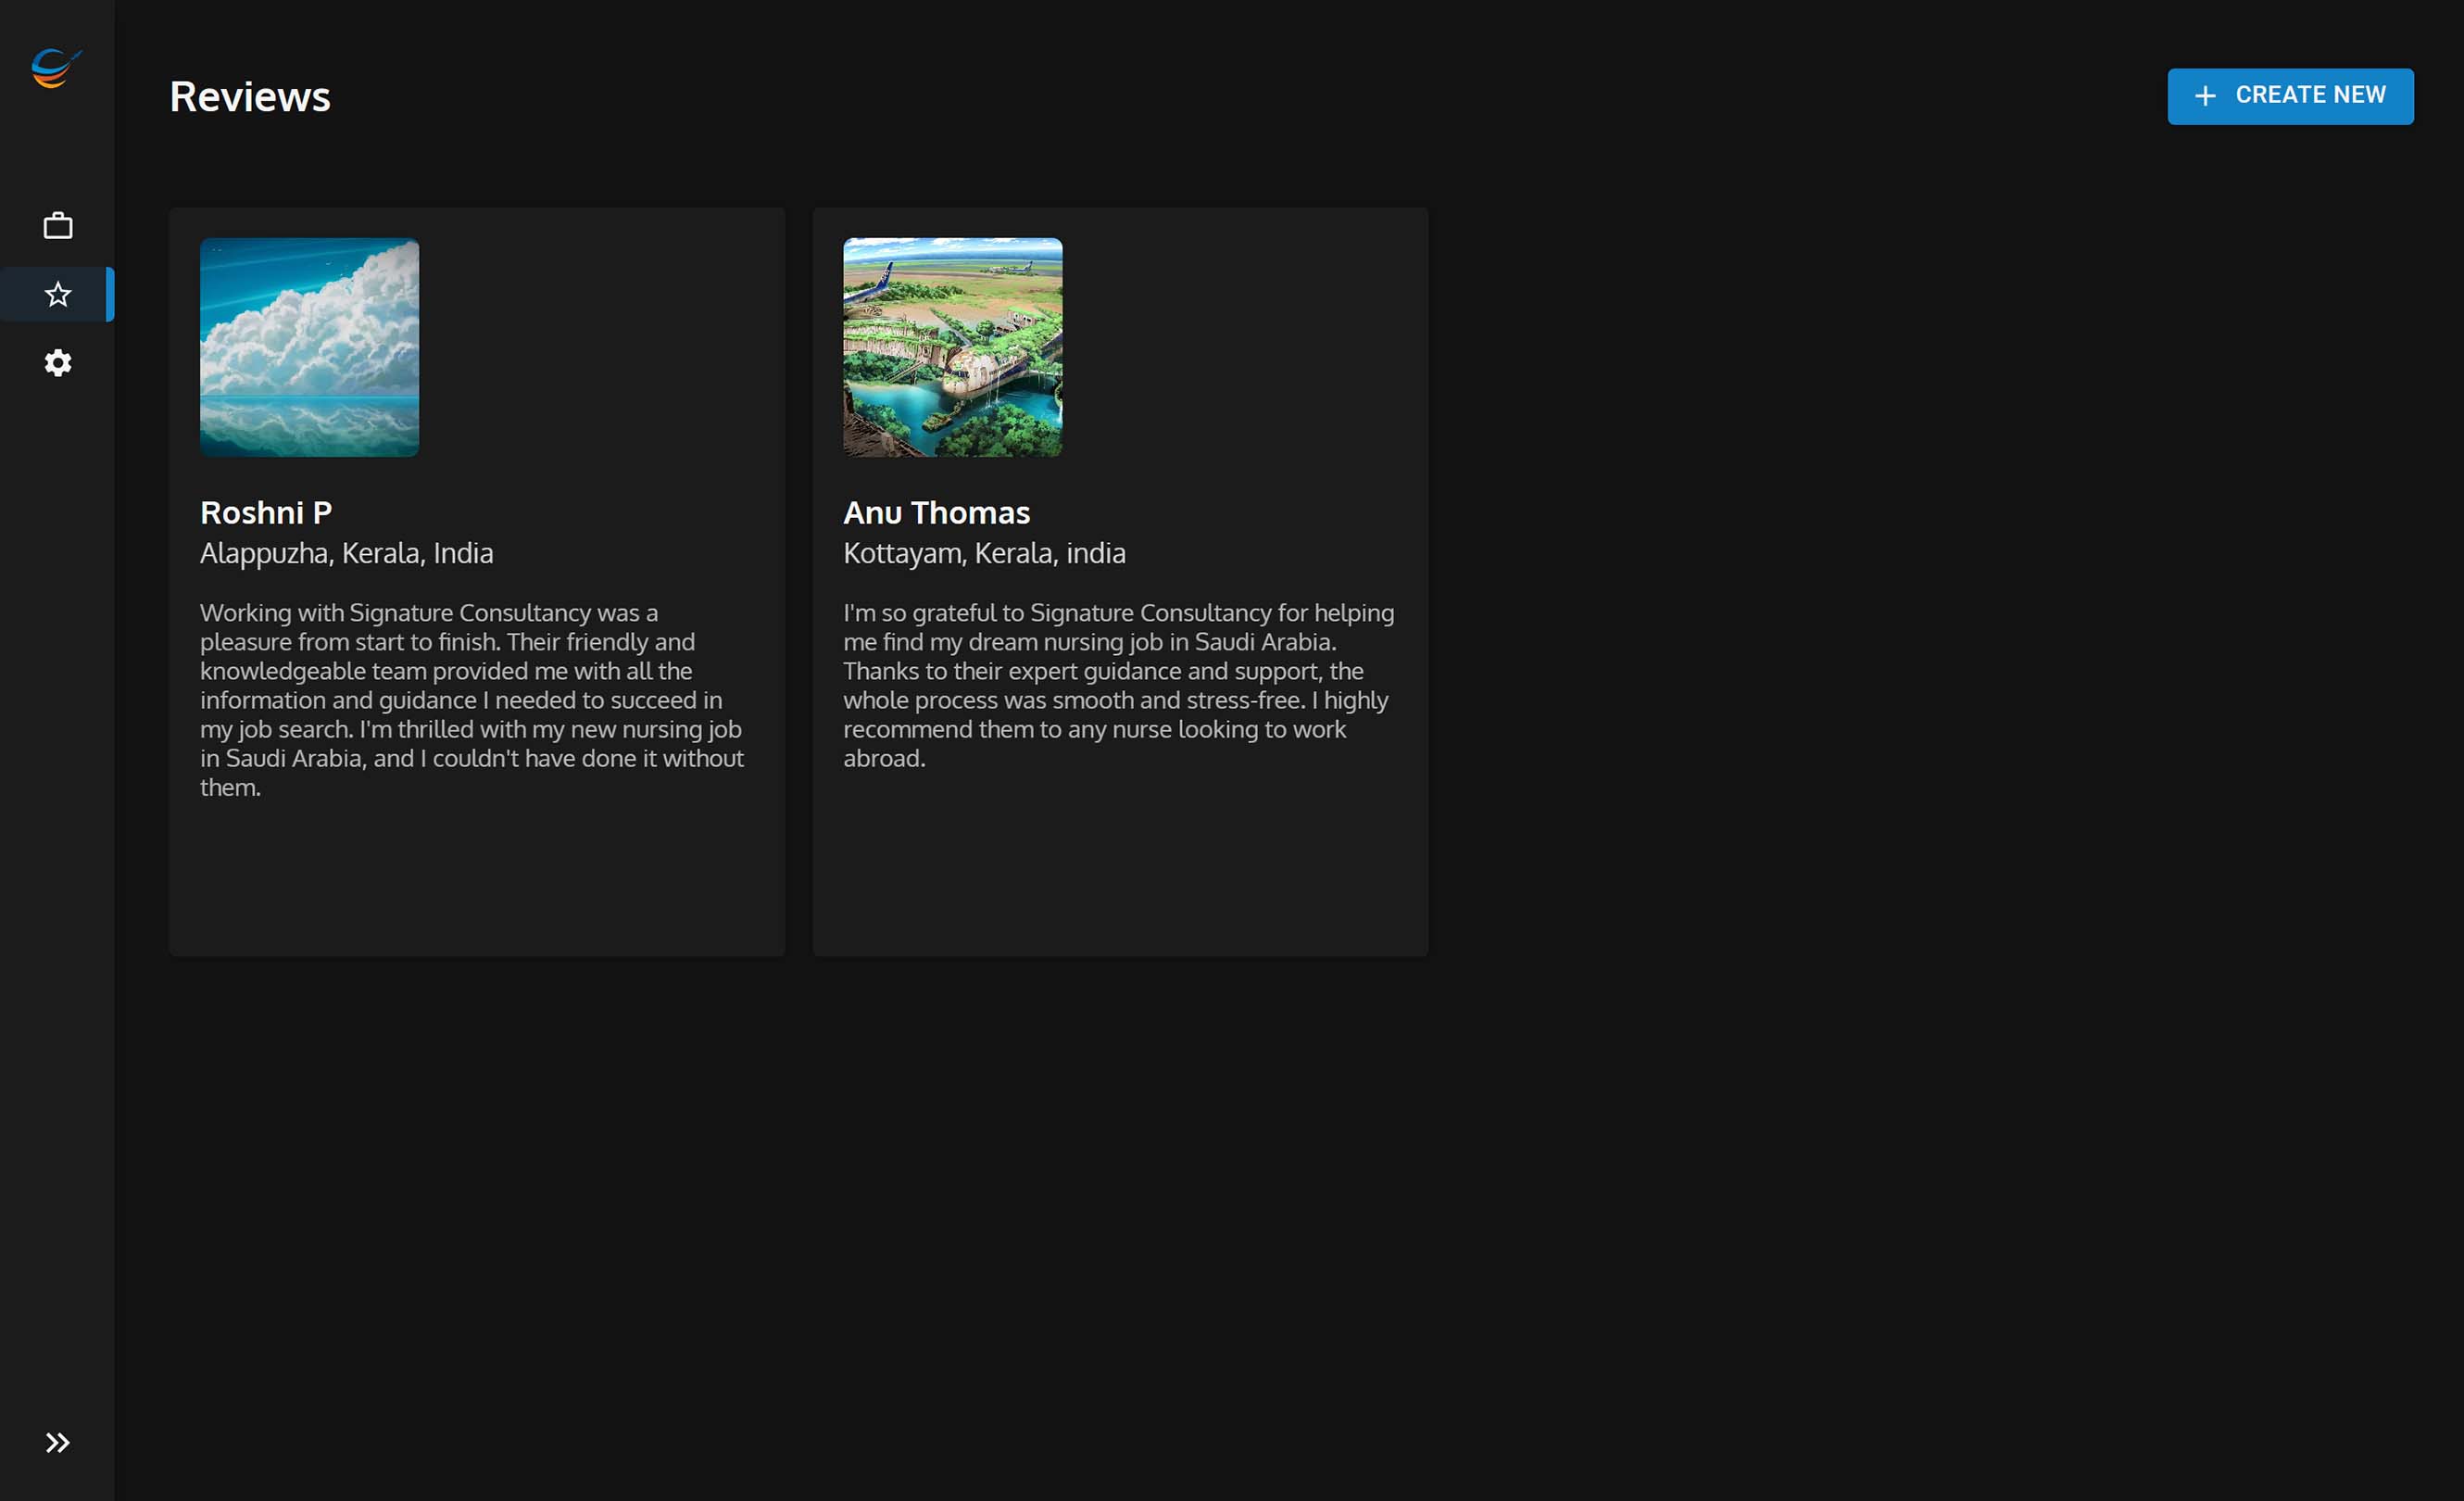 Reviews
CREATE NEW
Roshni P
Alappuzha, Kerala, India
Working with Signature Consultancy was a
pleasure from start to finish. Their friendly and
knowledgeable team provided me with all the
information and guidance I needed to succeed in
my job search. I'm thrilled with my new nursing job
in Saudi Arabia, and I couldn't have done it without
them.
Anu Thomas
Kottayam, Kerala, india
I'm so grateful to Signature Consultancy for helping
me find my dream nursing job in Saudi Arabia.
Thanks to their expert guidance and support, the
whole process was smooth and stress-free. I highly
recommend them to any nurse looking to work
abroad.